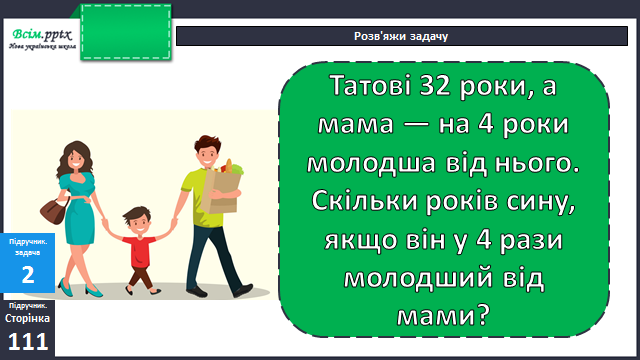 Всім.pptx
Нова українська школа
Розв'яжи задачу
Татові 32 роки, а
мама — на 4 роки
молодша від нього.
Скільки років сину,
якщо він у 4 рази
молодший від
мами?
Підручник.
задача
2
Підручник.
Сторінка
111